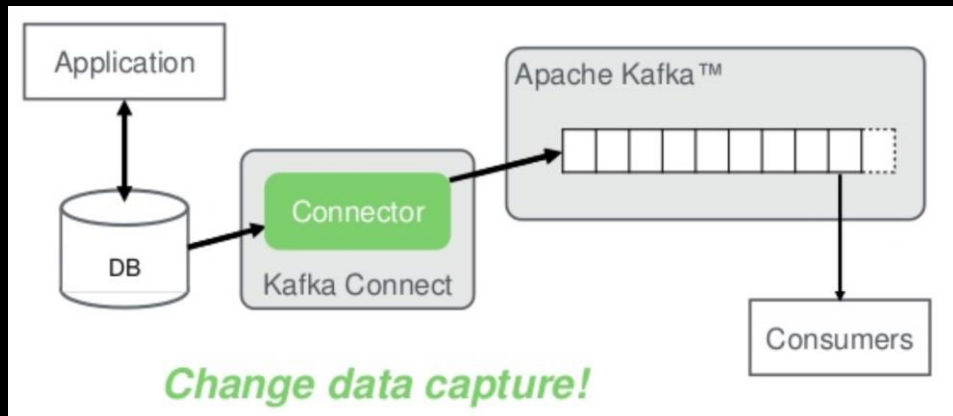 Application
Apache Kafka™
Connector
DB
Kafka Connect
Consumers
Change data capture!